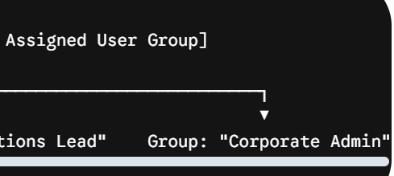 Assigned User Group]
tions Lead"    Group: "Corporate Admin"